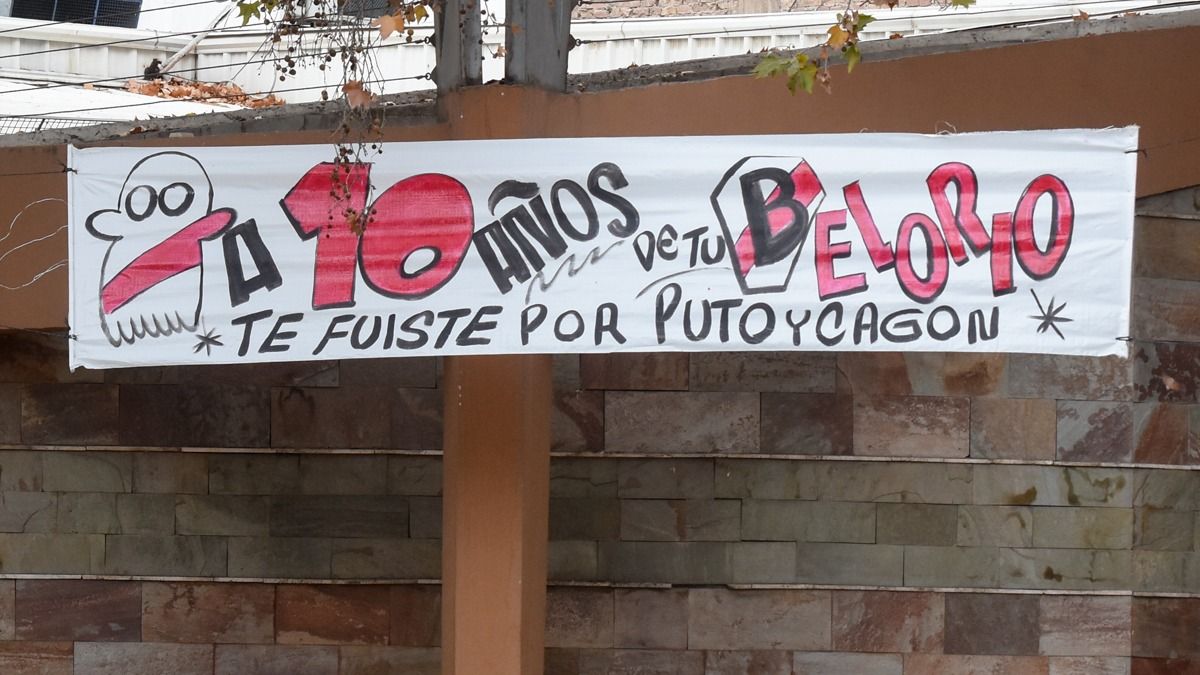 A 10 AÑOS DE TU BELORIO
TE FUISTE POR PUTO Y CAGON